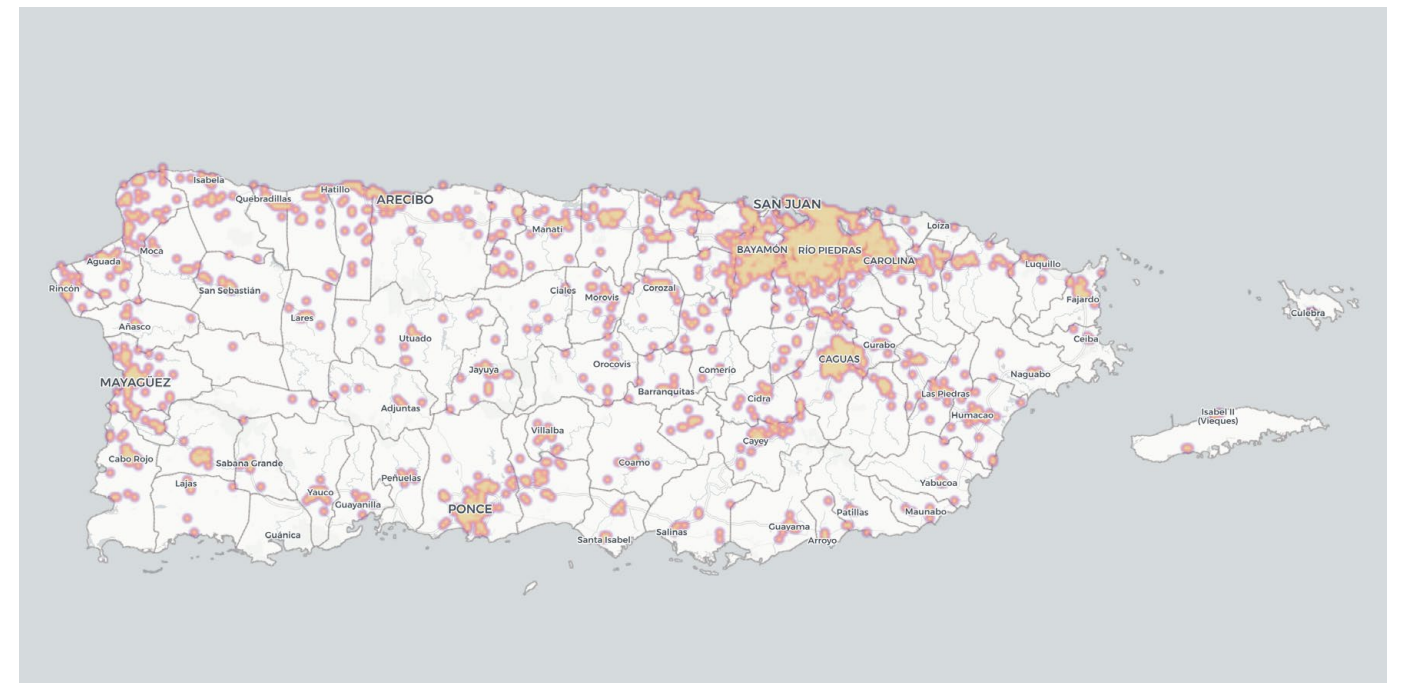 Isabela
Quebradillas
Hatillo
ARECIBO
SAN JUAN
Loiza
Manatí
BAYAMÓN
RÍO PIEDRAS
CAROLINA
Moca
Aguada
Luquillo
Rincón
San Sebastián
Ciales
Morovis
Corozal
Fajardo
Culebra
Añasco
Lares
Utuado
Gurabo
Ceiba
CAGUAS
Orocovis
Jayuya
Comerío
Naguabo
MAYAGÜEZ
Barranquitas
Las Piedras
Cidra
Adjuntas
Humacao
Isabel II
(Vieques)
Villalba
Cayey
Cabo Rojo
Sabana Grande
Coamo
Peñuelas
Lajas
Yabucoa
Yauco
Guayanilla
PONCE
Patillas
Maunabo
Guayama
Salinas
Guánica
Santa Isabel
Arroyo